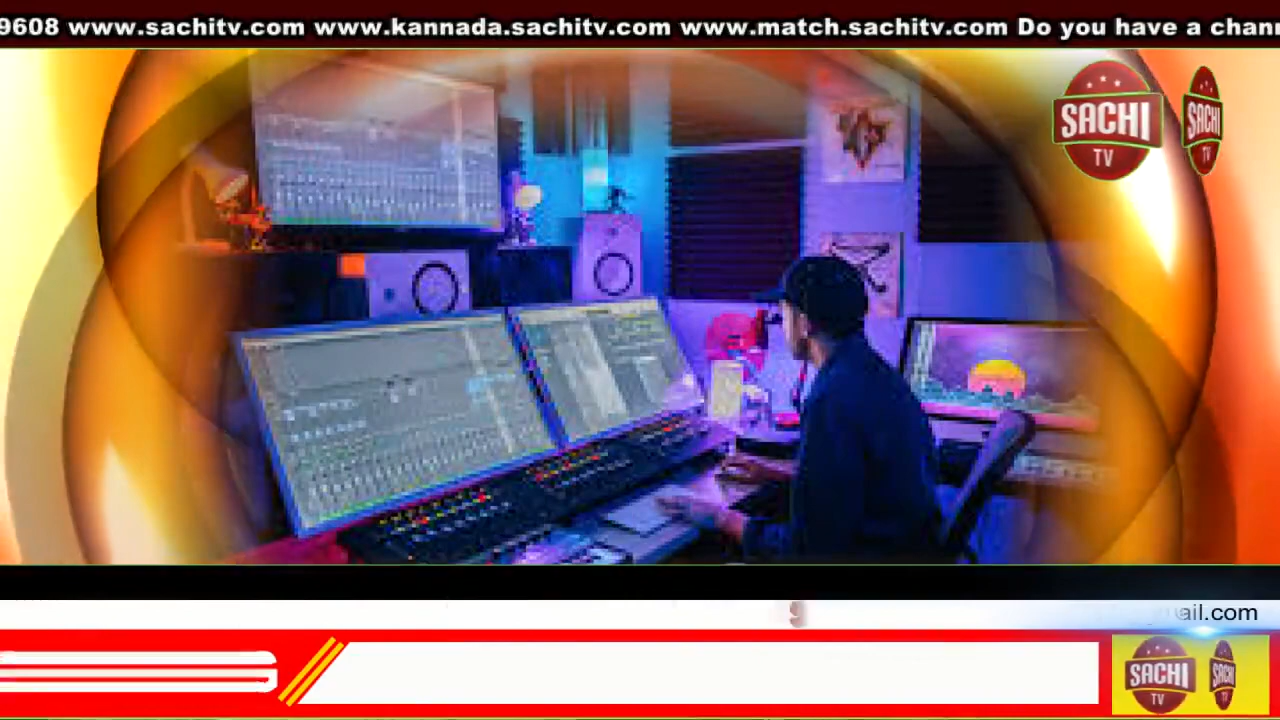 9608 www.sachitv.com www.kannada.sachitv.com www.match.sachitv.com Do you have a chann
SACHI SACHI
TV TV
ail.com
SACHI SACHI
TV TV